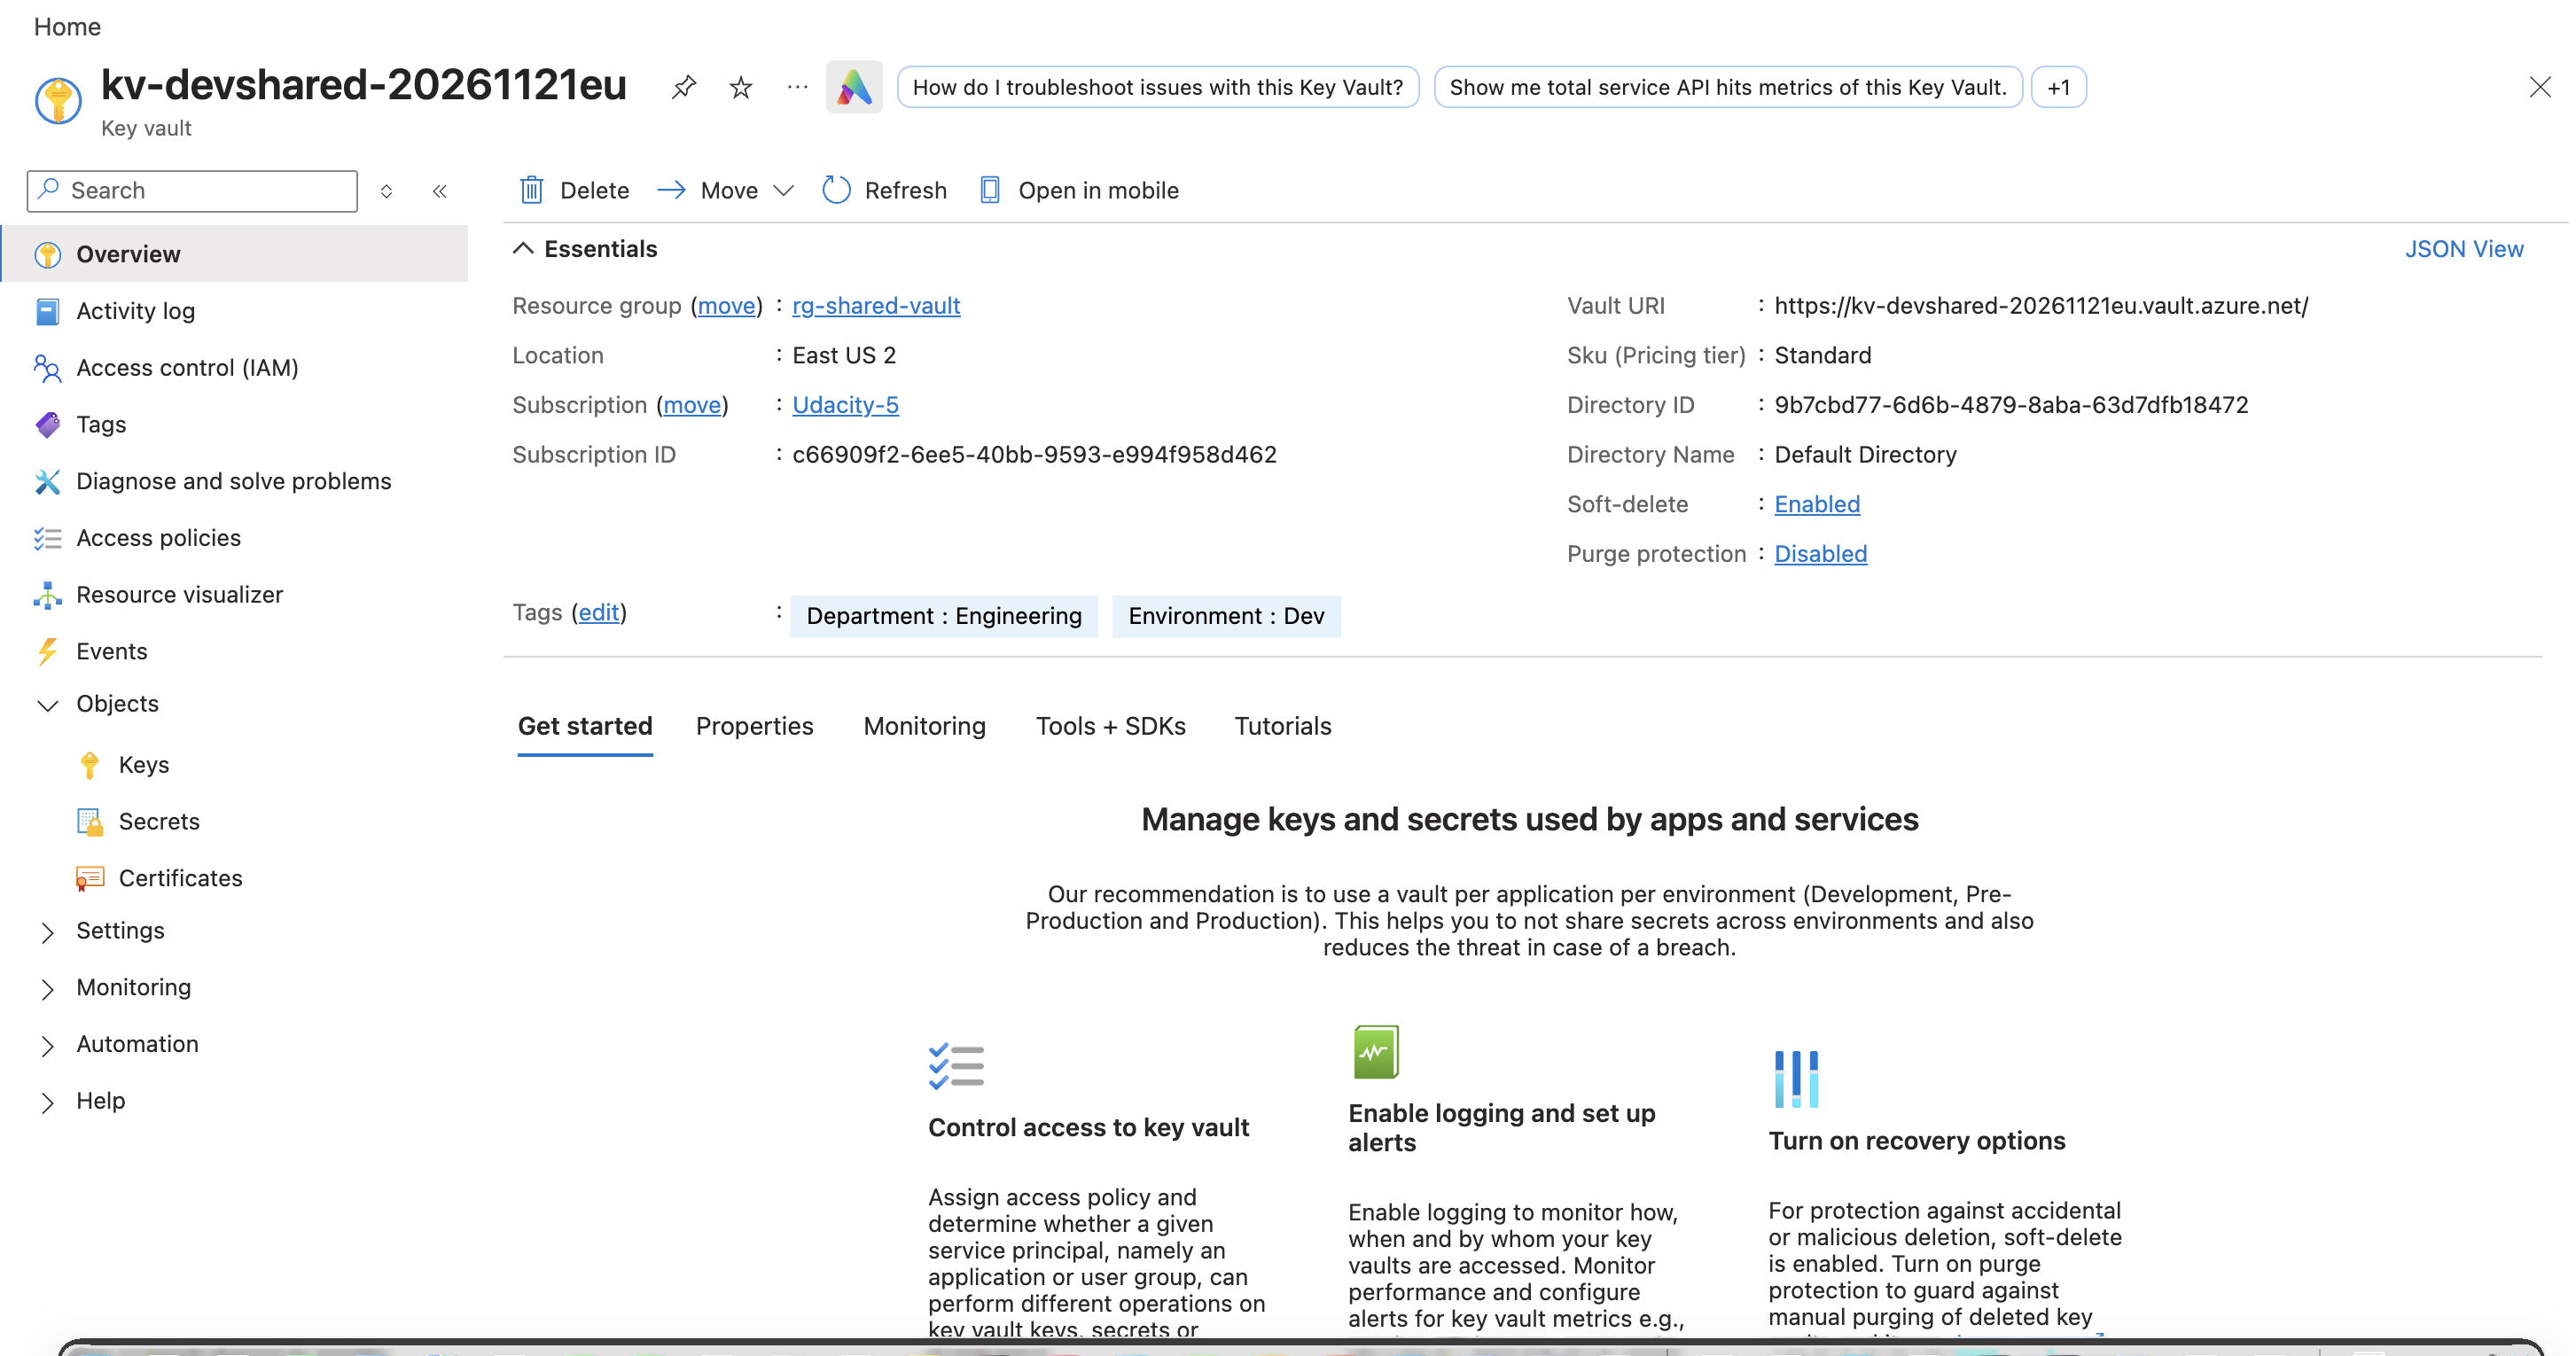 Home
kv-devshared-20261121eu
Key vault
How do I troubleshoot issues with this Key Vault?
Show me total service API hits metrics of this Key Vault.
+1
Search
Delete
Move
Refresh
Open in mobile
Overview
Activity log
Access control (IAM)
Tags
Diagnose and solve problems
Access policies
Resource visualizer
Events
Objects
Keys
Secrets
Certificates
Settings
Monitoring
Automation
Help
Essentials
JSON View
Resource group (move) : rg-shared-vault
Location : East US 2
Subscription (move) : Udacity-5
Subscription ID : c66909f2-6ee5-40bb-9593-e994f958d462
Vault URI : https://kv-devshared-20261121eu.vault.azure.net/
Sku (Pricing tier) : Standard
Directory ID : 9b7cbd77-6d6b-4879-8aba-63d7dfb18472
Directory Name : Default Directory
Soft-delete : Enabled
Purge protection : Disabled
Tags (edit) : Department : Engineering Environment : Dev
Get started Properties Monitoring Tools + SDKs Tutorials
Manage keys and secrets used by apps and services
Our recommendation is to use a vault per application per environment (Development, Pre-
Production and Production). This helps you to not share secrets across environments and also
reduces the threat in case of a breach.
Control access to key vault
Assign access policy and
determine whether a given
service principal, namely an
application or user group, can
perform different operations on
key vault keys, secrets or
Enable logging and set up
alerts
Enable logging to monitor how,
when and by whom your key
vaults are accessed. Monitor
performance and configure
alerts for key vault metrics e.g.,
Turn on recovery options
For protection against accidental
or malicious deletion, soft-delete
is enabled. Turn on purge
protection to guard against
manual purging of deleted key